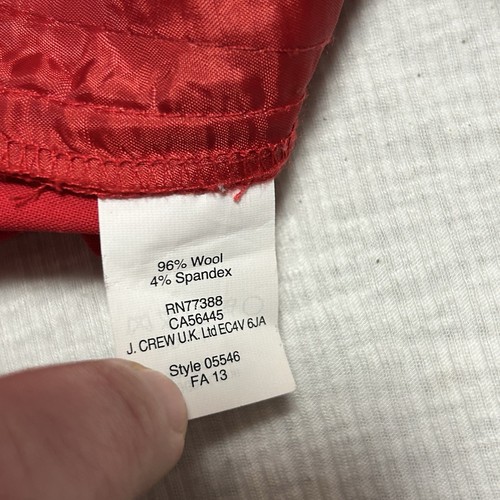 96% Wool
4% Spandex
RN77388
CA56445
J. CREW U.K. Ltd EC4V 6JA
Style 05546
FA 13